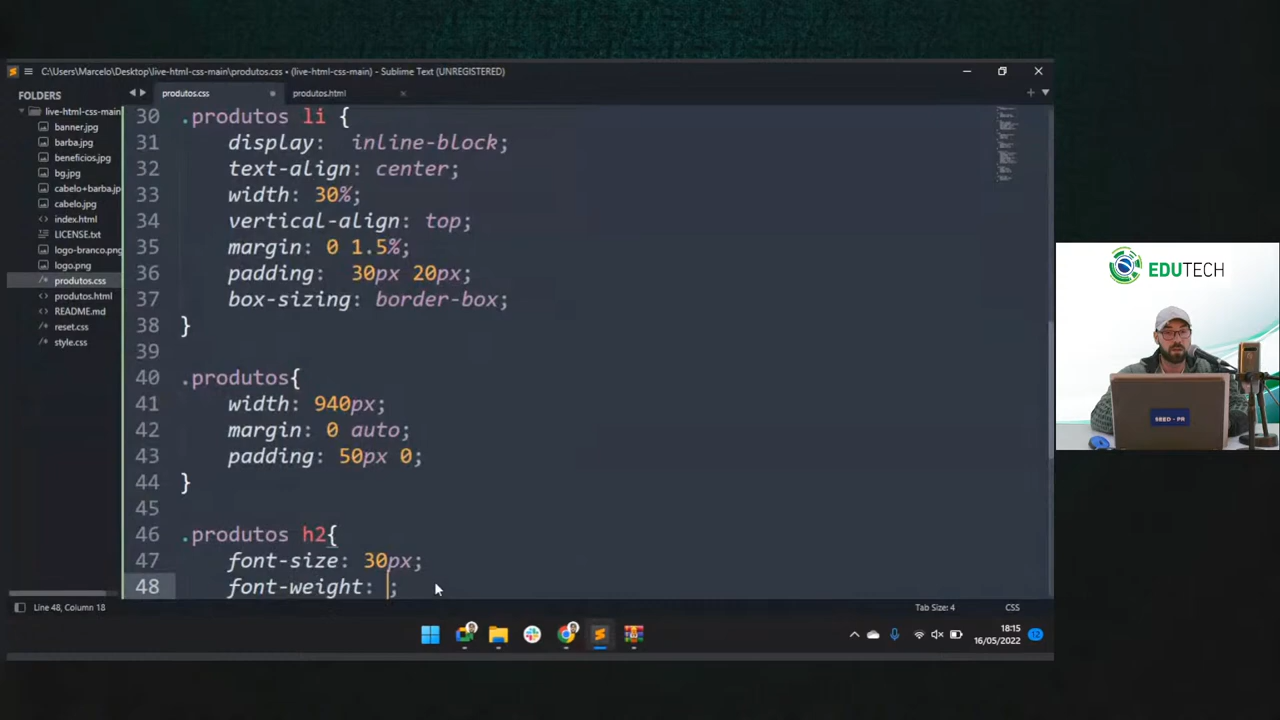 C:\Users\Marcelo\Desktop\live-html-css-main\produtos.css • (live-html-css-main) - Sublime Text (UNREGISTERED)
FOLDERS
live-html-css-main
banner.jpg
barba.jpg
beneficios.jpg
bg.jpg
cabelo+barba.jp
cabelo.jpg
index.html
LICENSE.txt
logo-branco.png
logo.png
produtos.css
produtos.html
README.md
reset.css
style.css
produtos.css
produtos.html
30 .produtos li {
31 display: inline-block;
32 text-align: center;
33 width: 30%;
34 vertical-align: top;
35 margin: 0 1.5%;
36 padding: 30px 20px;
37 box-sizing: border-box;
38 }
39
40 .produtos{
41 width: 940px;
42 margin: 0 auto;
43 padding: 50px 0;
44 }
45
46 .produtos h2{
47 font-size: 30px;
48 font-weight: ;
Line 48, Column 18
Tab Size: 4
CSS
18:15
16/05/2022
12
EDUTECH
SEED - PR